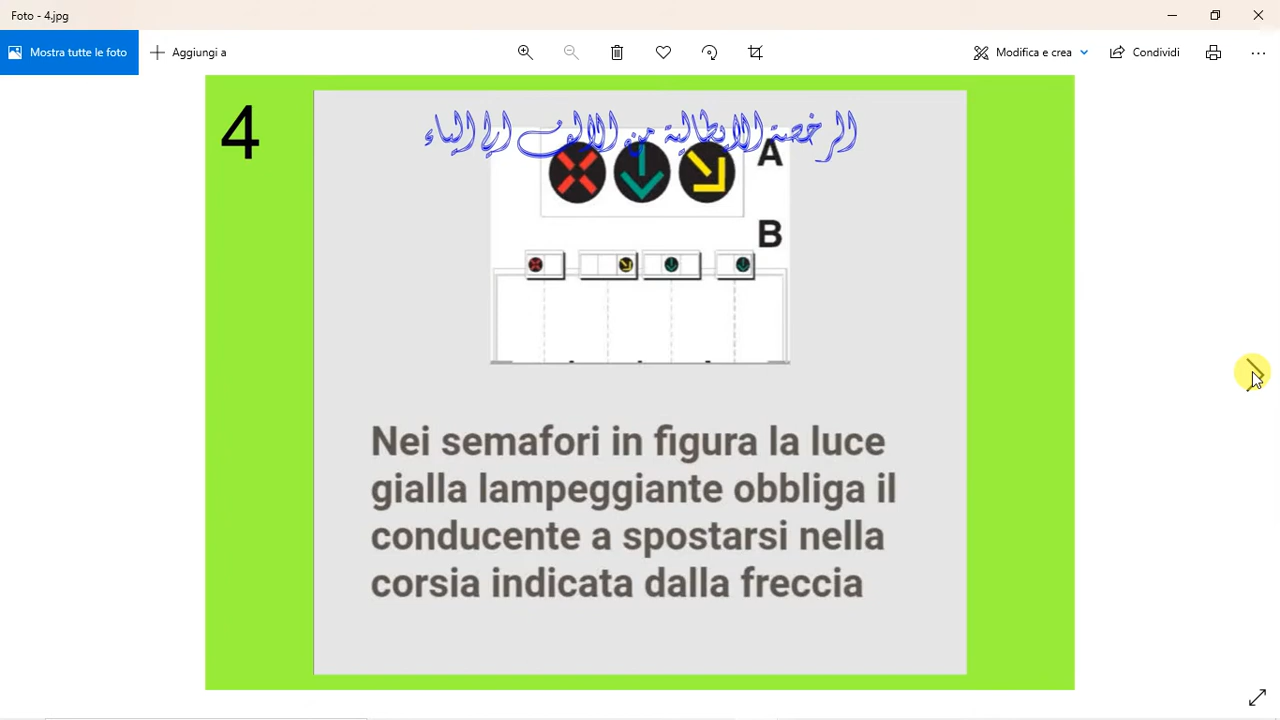 Foto - 4.jpg
Mostra tutte le foto
Aggiungi a
Modifica e crea
Condividi
4
الرخصة الايطالية من الالف الى الياء
A
B
Nei semafori in figura la luce
gialla lampeggiante obbliga il
conducente a spostarsi nella
corsia indicata dalla freccia